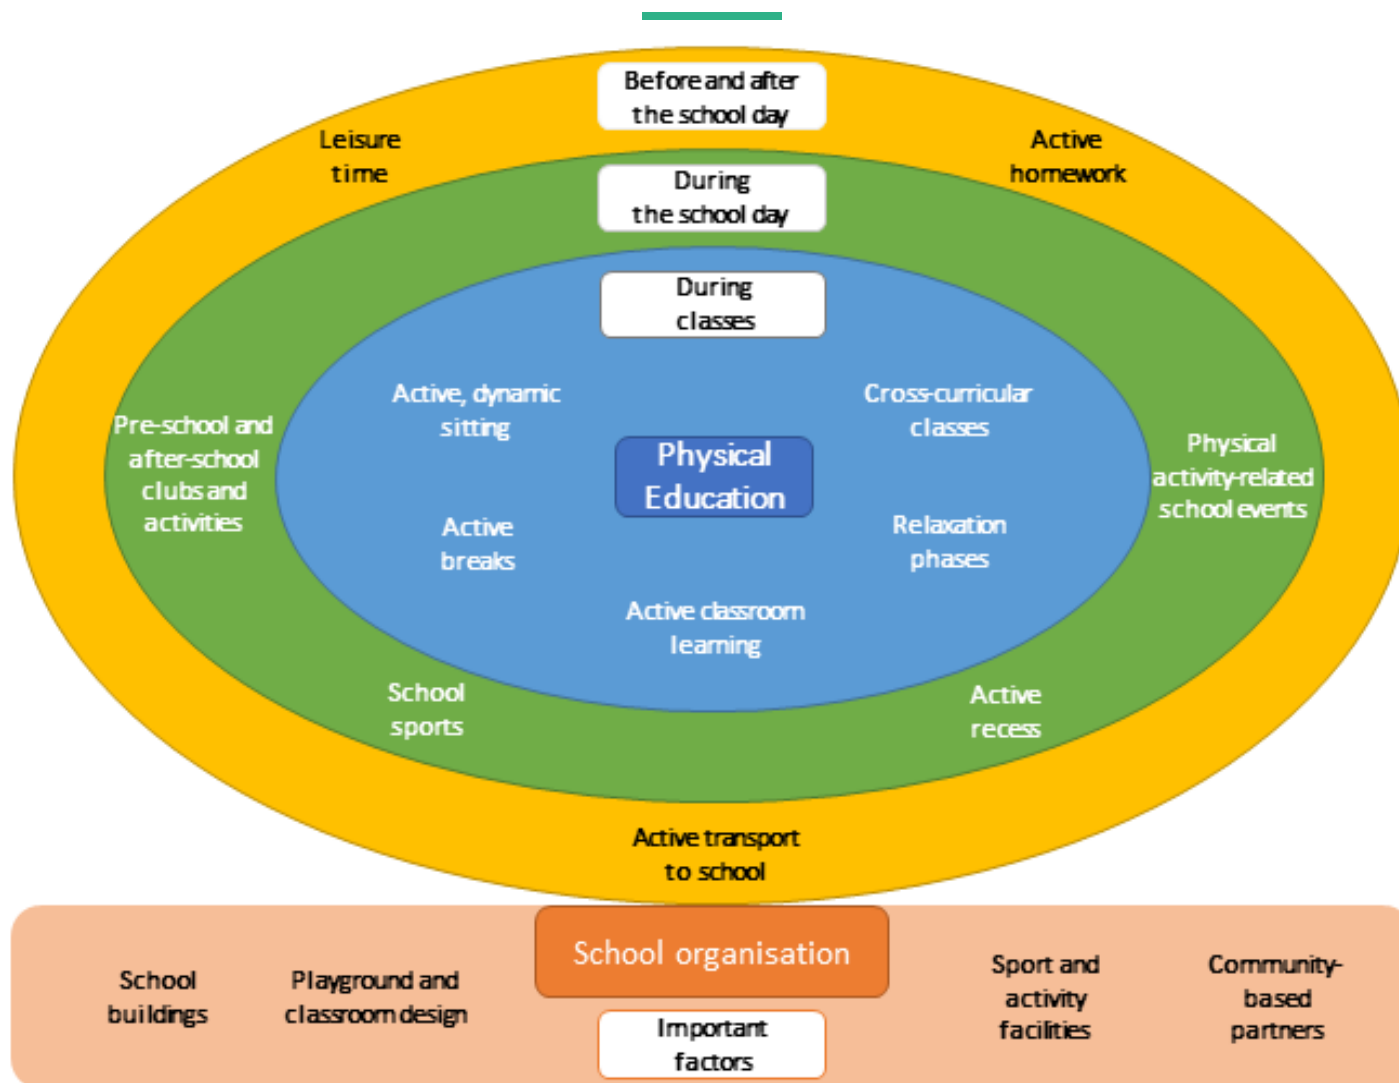 Before and after
the school day
Leisure
time
Active
homework
During
the school day
During
classes
Active, dynamic
sitting
Cross-curricular
classes
Pre-school and
after-school
clubs and
activities
Physical
Education
Physical
activity-related
school events
Active
breaks
Relaxation
phases
Active classroom
learning
School
sports
Active
recess
Active transport
to school
School organisation
School
buildings
Playground and
classroom design
Sport and
activity
facilities
Community-
based
partners
Important
factors